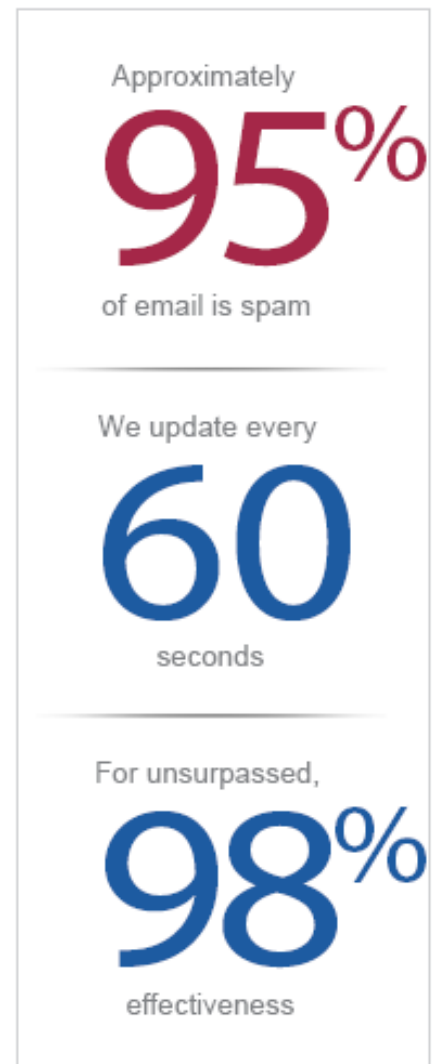 Approximately
95%
of email is spam
We update every
60
seconds
For unsurpassed,
98%
effectiveness